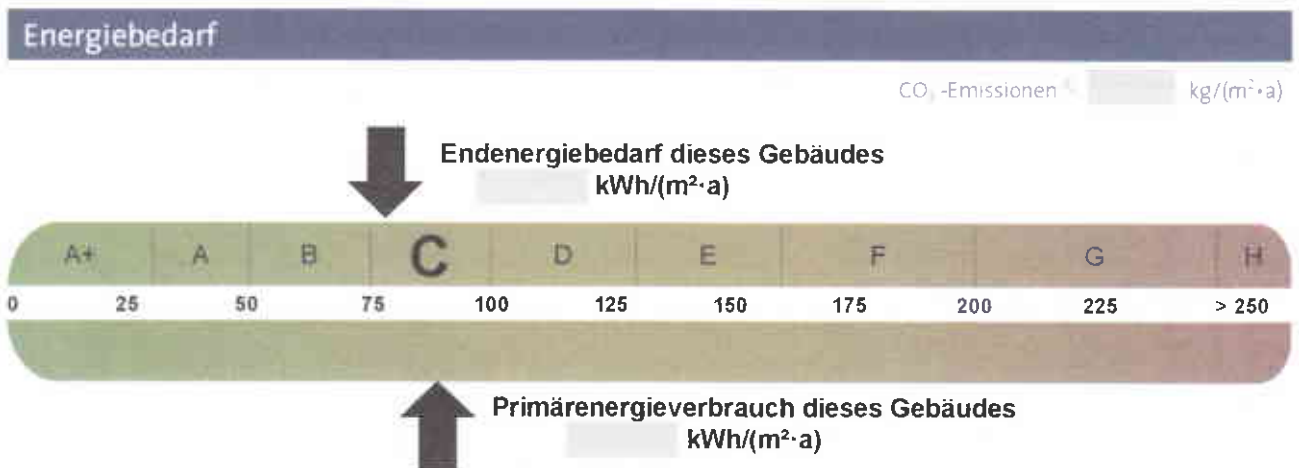 Energiebedarf
CO₂-Emissionen kg/(m²·a)
Endenergiebedarf dieses Gebäudes
kWh/(m²·a)
A+ A B C D E F G H
0 25 50 75 100 125 150 175 200 225 > 250
Primärenergieverbrauch dieses Gebäudes
kWh/(m²·a)